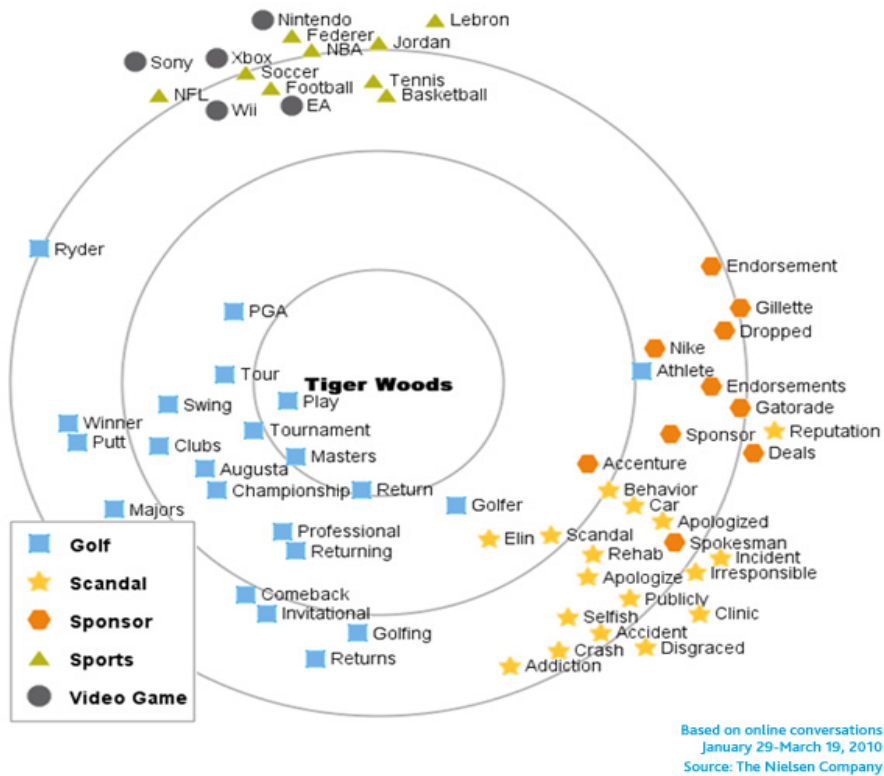 Nintendo
Lebron
Federer
Jordan
NBA
Sony
Xbox
Soccer
Football
Tennis
NFL
Basketball
Wii
EA
Ryder
Endorsement
PGA
Gillette
Dropped
Nike
Tour
Tiger Woods
Athlete
Endorsements
Swing
Play
Gatorade
Winner
Tournament
Sponsor
Reputation
Putt
Clubs
Deals
Masters
Accenture
Augusta
Championship
Return
Behavior
Majors
Golfer
Car
Apologized
Professional
Elin
Scandal
Spokesman
Returning
Rehab
Incident
Apologize
Irresponsible
Comeback
Publicly
Invitational
Selfish
Clinic
Golfing
Accident
Returns
Crash
Disgraced
Addiction
Golf
Scandal
Sponsor
Sports
Video Game
Based on online conversations
January 29-March 19, 2010
Source: The Nielsen Company